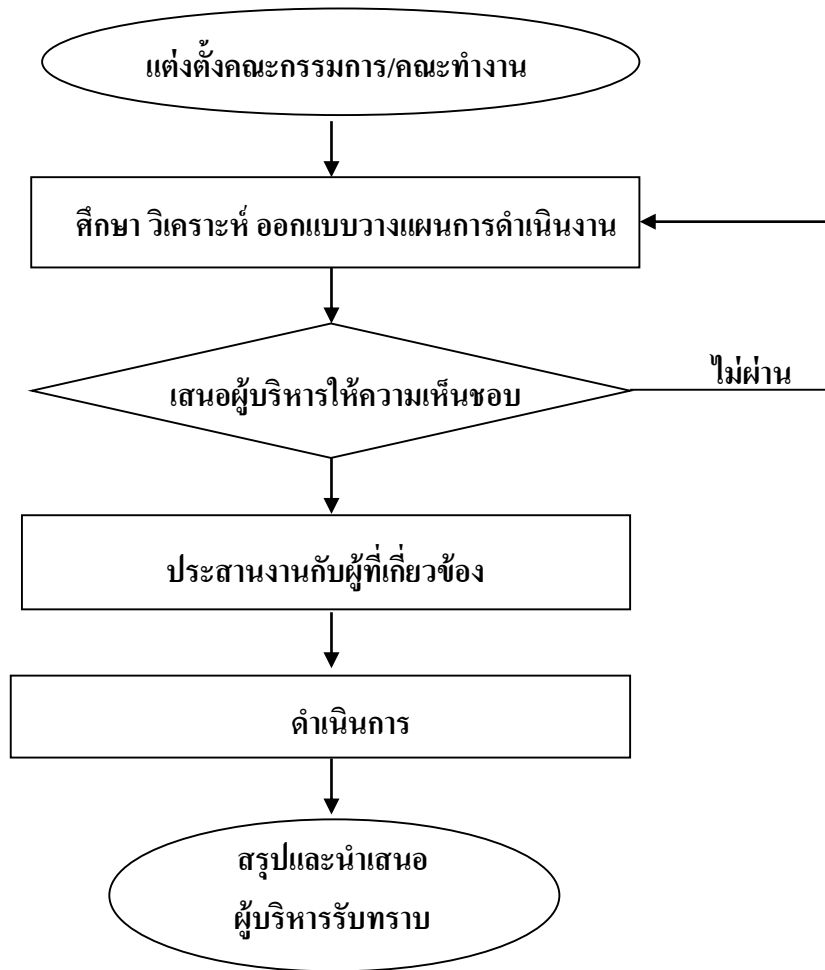 แต่งตั้งคณะกรรมการ/คณะทำงาน
ศึกษา วิเคราะห์ ออกแบบวางแผนการดำเนินงาน
ไม่ผ่าน
เสนอผู้บริหารให้ความเห็นชอบ
ประสานงานกับผู้ที่เกี่ยวข้อง
ดำเนินการ
สรุปและนำเสนอ
ผู้บริหารรับทราบ